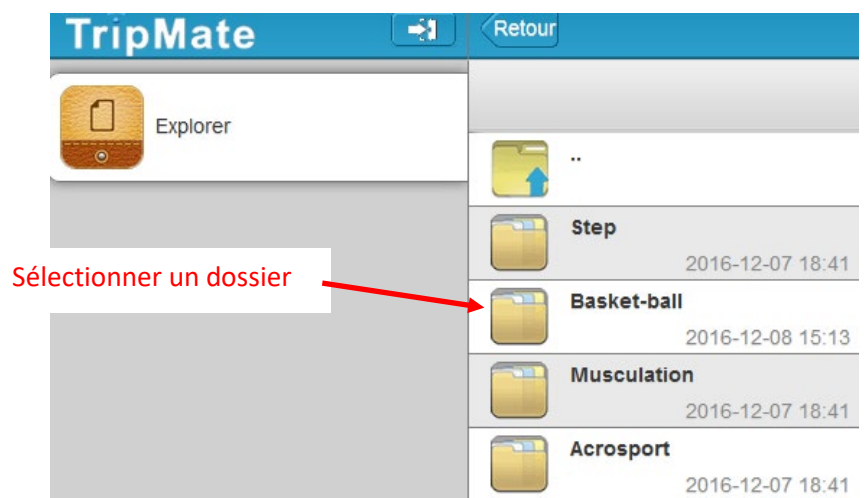 TripMate
Retour
Explorer
..
Step
2016-12-07 18:41
Sélectionner un dossier
Basket-ball
2016-12-08 15:13
Musculation
2016-12-07 18:41
Acrosport
2016-12-07 18:41